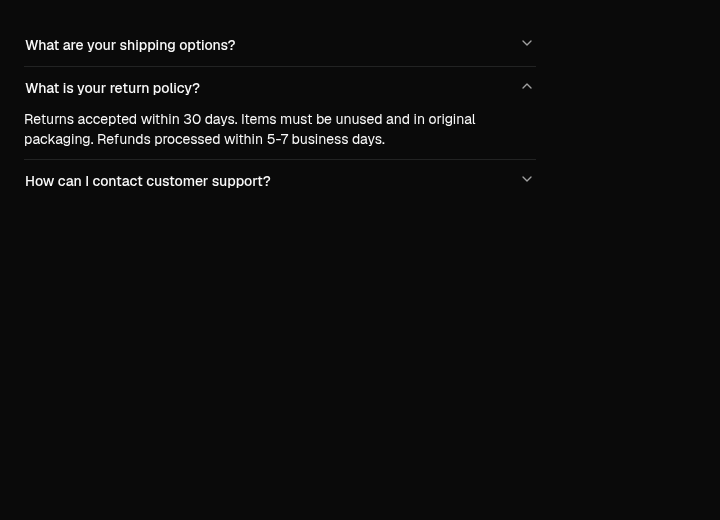 What are your shipping options?
What is your return policy?
Returns accepted within 30 days. Items must be unused and in original
packaging. Refunds processed within 5-7 business days.
How can I contact customer support?